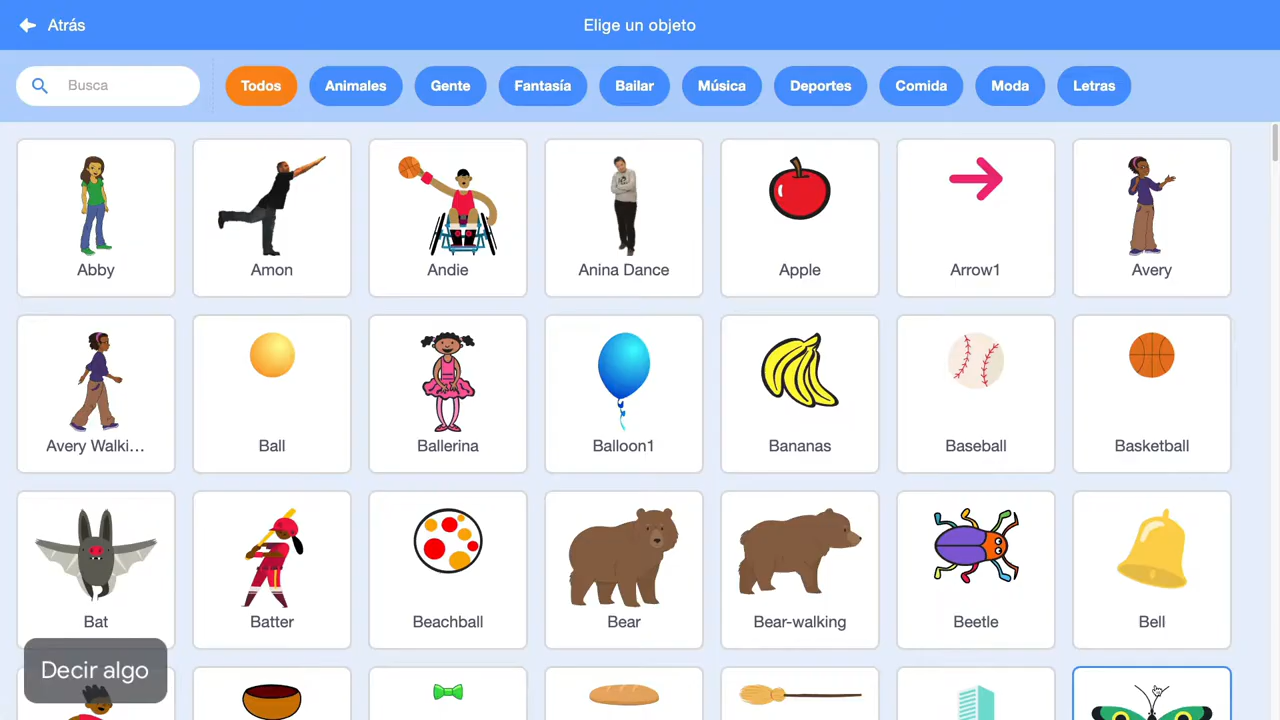 Atrás
Elige un objeto
Busca
Todos
Animales
Gente
Fantasía
Bailar
Música
Deportes
Comida
Moda
Letras
Abby
Amon
Andie
Anina Dance
Apple
Arrow1
Avery
Avery Walki...
Ball
Ballerina
Balloon1
Bananas
Baseball
Basketball
Bat
Batter
Beachball
Bear
Bear-walking
Beetle
Bell
Decir algo